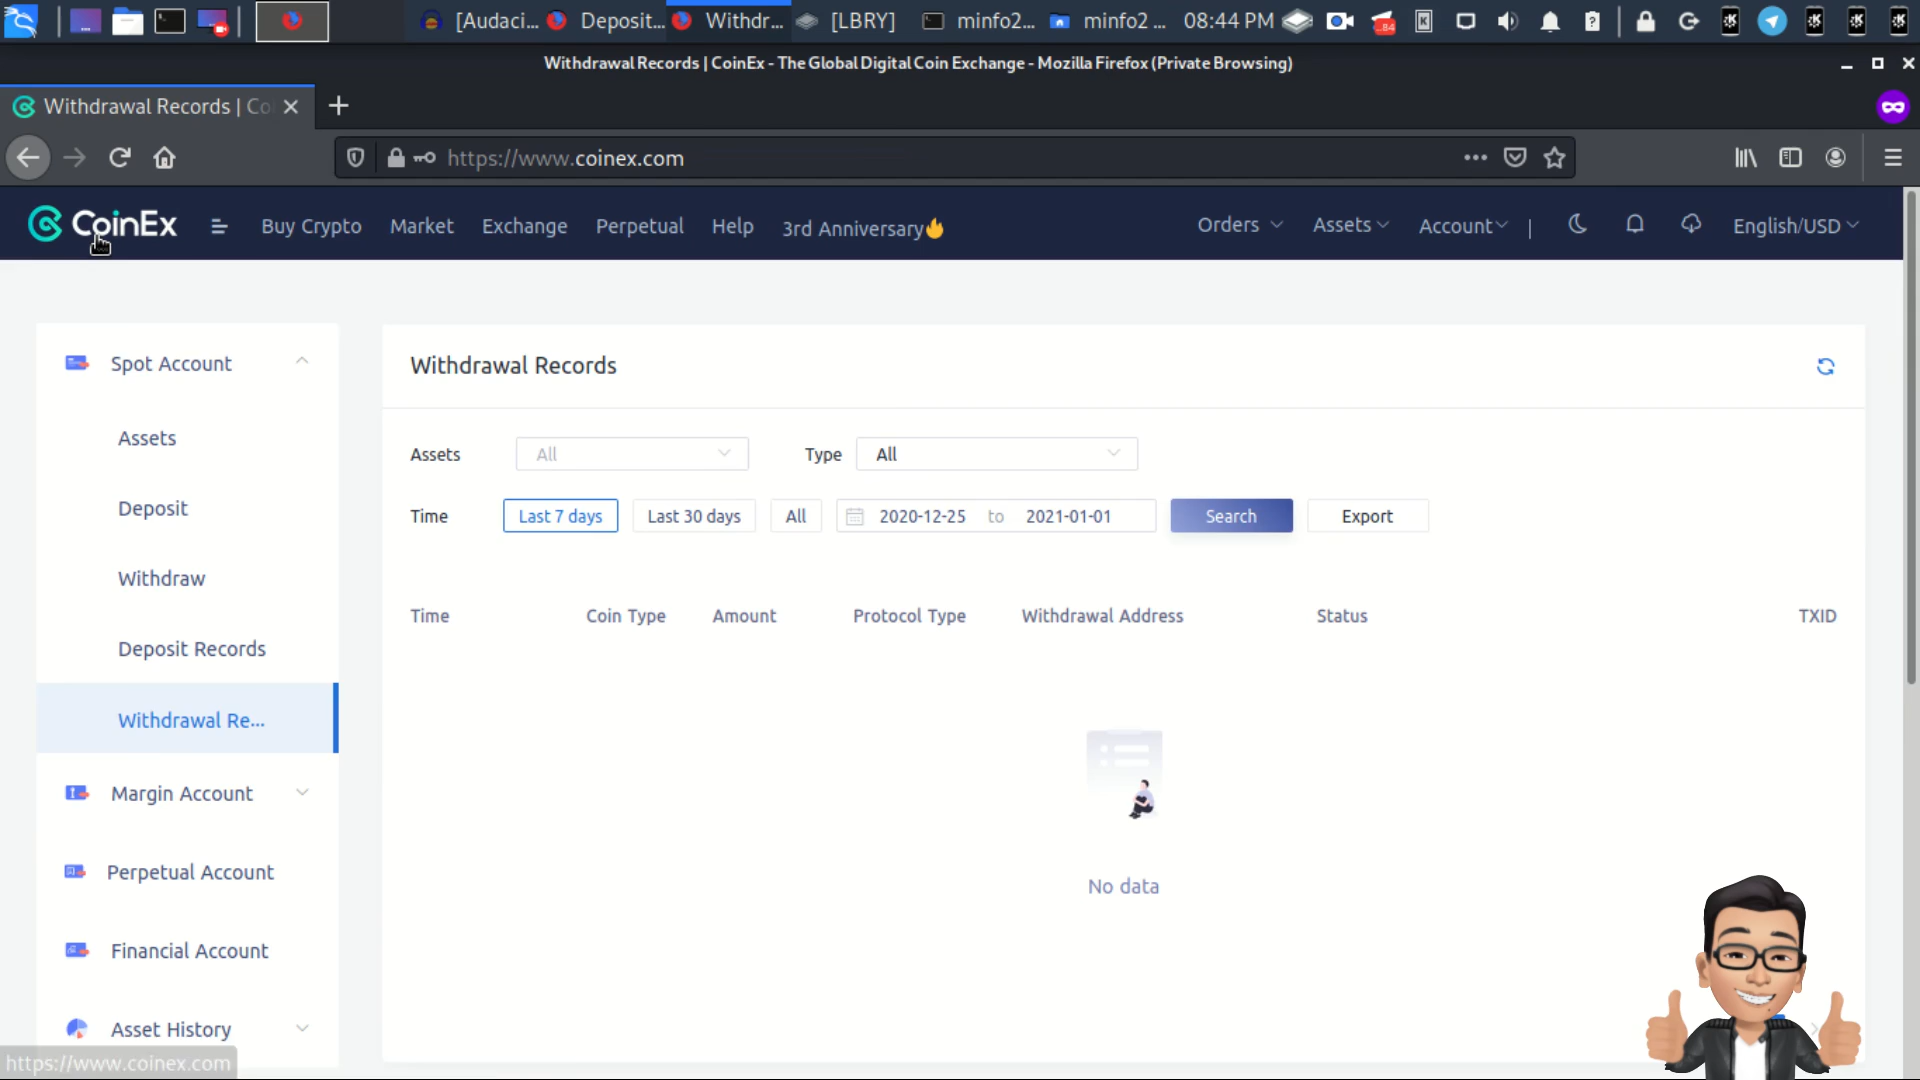 [Audaci...
Deposit...
Withdr...
[LBRY]
minfo2...
minfo2 ...
08:44 PM
84
Withdrawal Records | CoinEx - The Global Digital Coin Exchange - Mozilla Firefox (Private Browsing)
Withdrawal Records | Co
https://www.coinex.com
CoinEx
Buy Crypto
Market
Exchange
Perpetual
Help
3rd Anniversary🔥
Orders
Assets
Account
|
English/USD
Spot Account
Assets
Deposit
Withdraw
Deposit Records
Withdrawal Re...
Margin Account
Perpetual Account
Financial Account
Asset History
Withdrawal Records
Assets
All
Type
All
Time
Last 7 days
Last 30 days
All
2020-12-25 to 2021-01-01
Search
Export
Time
Coin Type
Amount
Protocol Type
Withdrawal Address
Status
TXID
No data
https://www.coinex.com